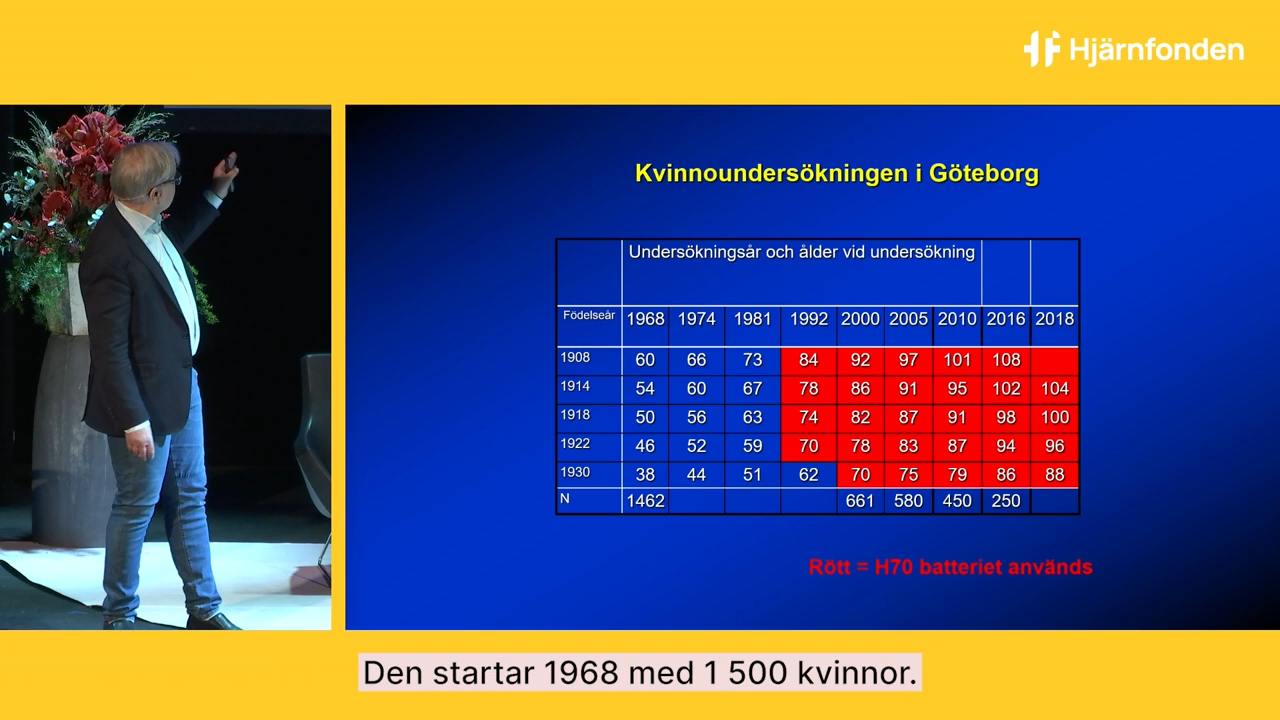 Hjärnfonden
Kvinnoundersökningen i Göteborg
Undersökningsår och ålder vid undersökning
Födelseår 1968 1974 1981 1992 2000 2005 2010 2016 2018
1908 60 66 73 84 92 97 101 108
1914 54 60 67 78 86 91 95 102 104
1918 50 56 63 74 82 87 91 98 100
1922 46 52 59 70 78 83 87 94 96
1930 38 44 51 62 70 75 79 86 88
N 1462 661 580 450 250
Rött = H70 batteriet används
Den startar 1968 med 1 500 kvinnor.